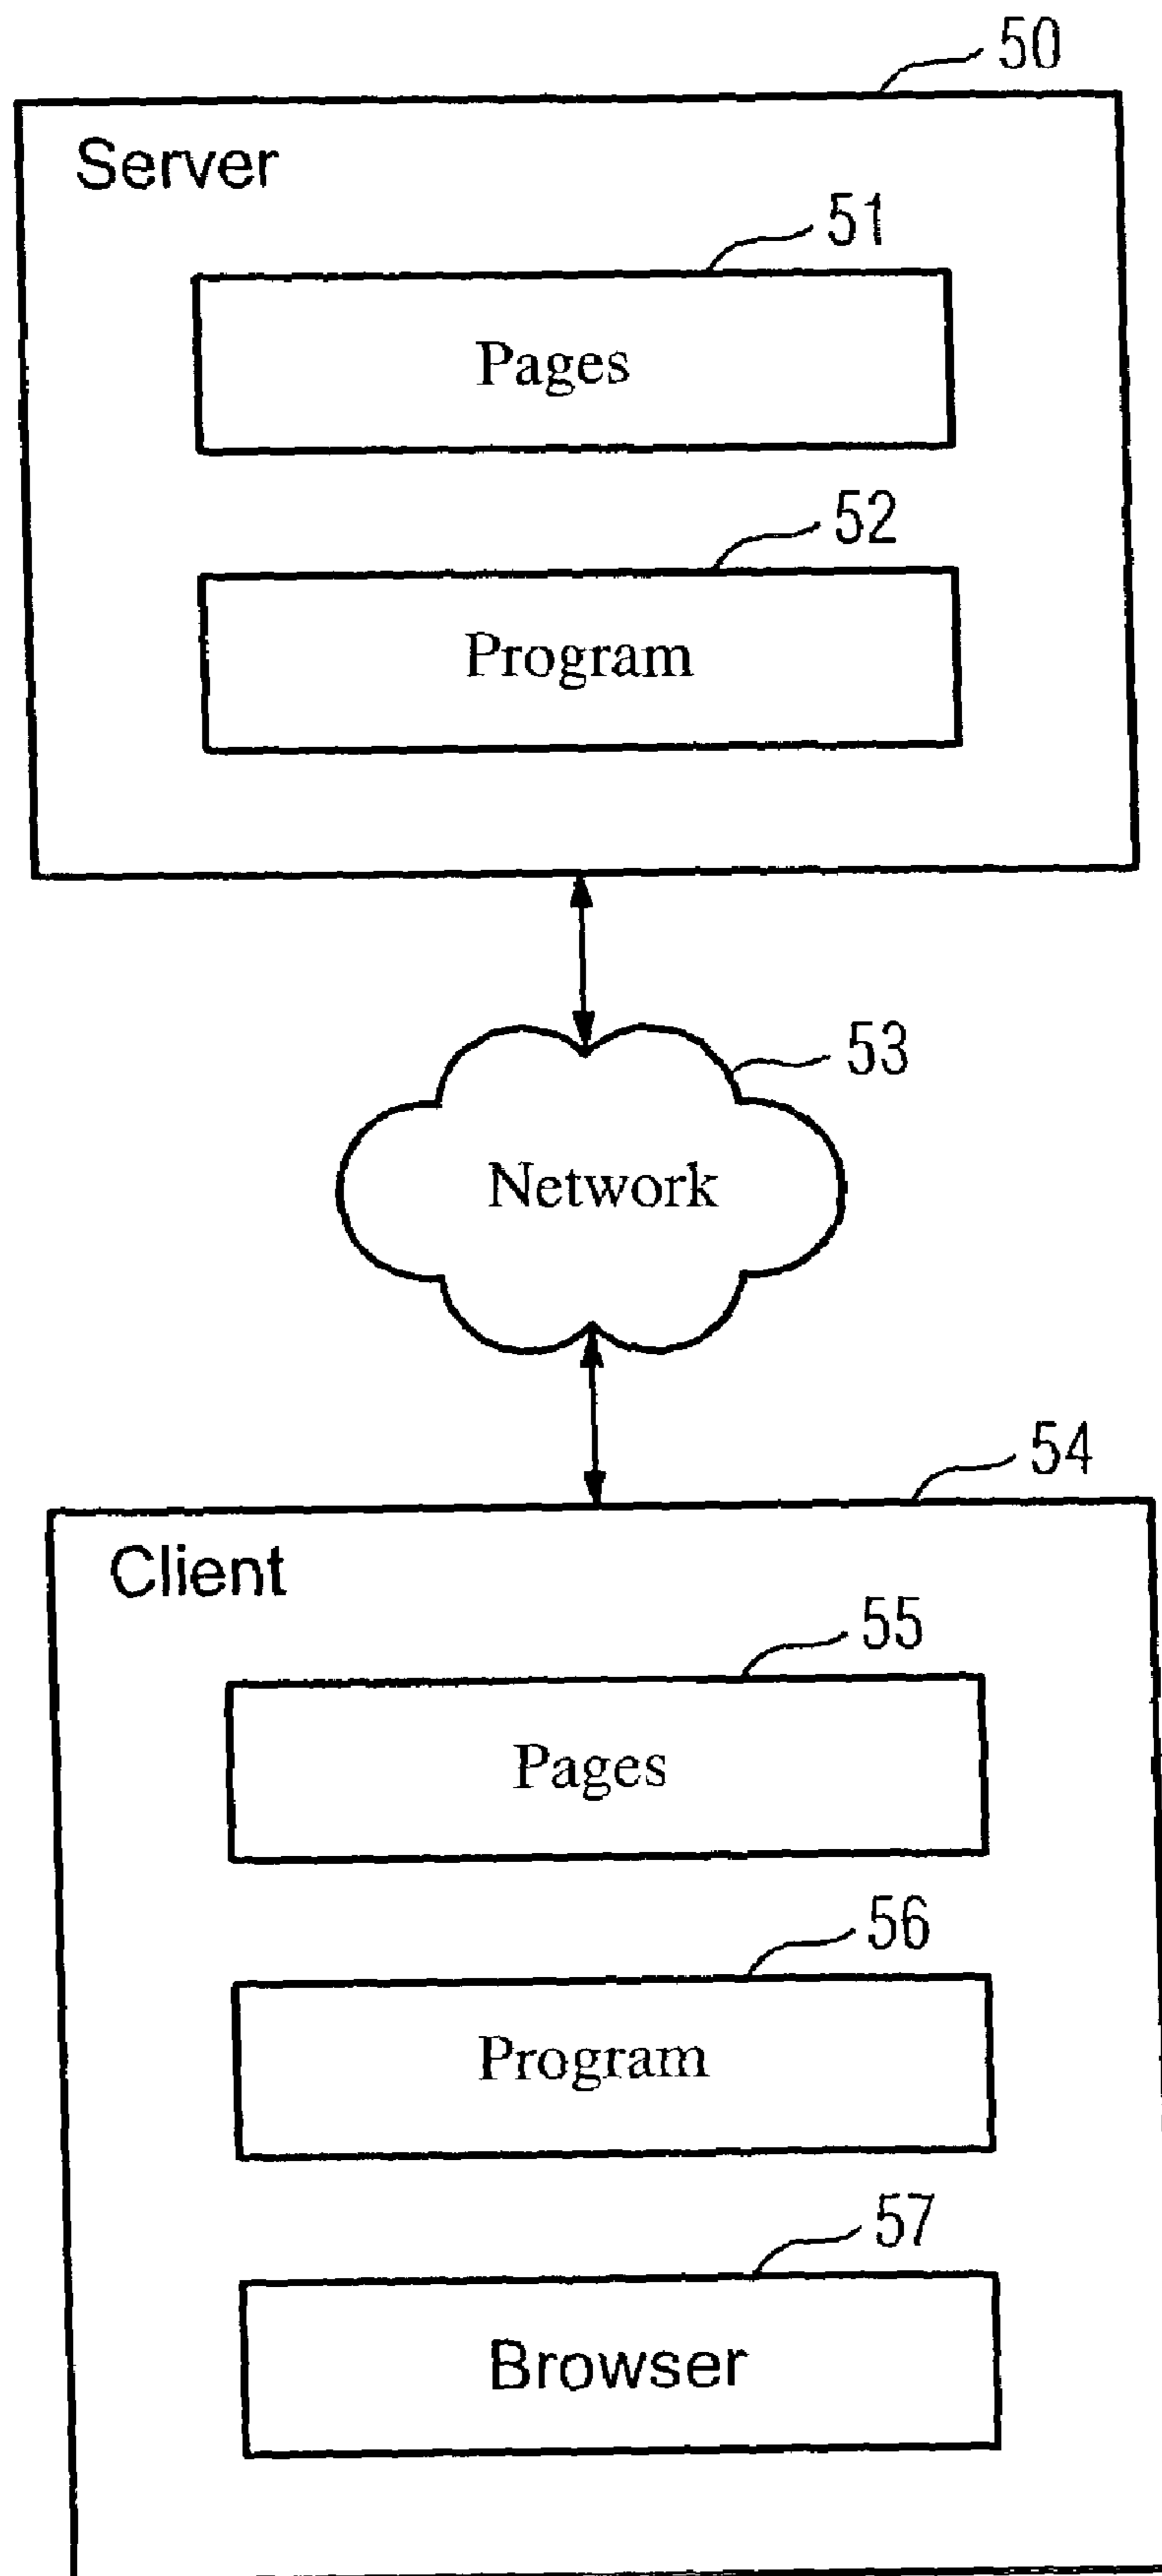 50
Server
51
Pages
52
Program
53
Network
54
Client
55
Pages
56
Program
57
Browser